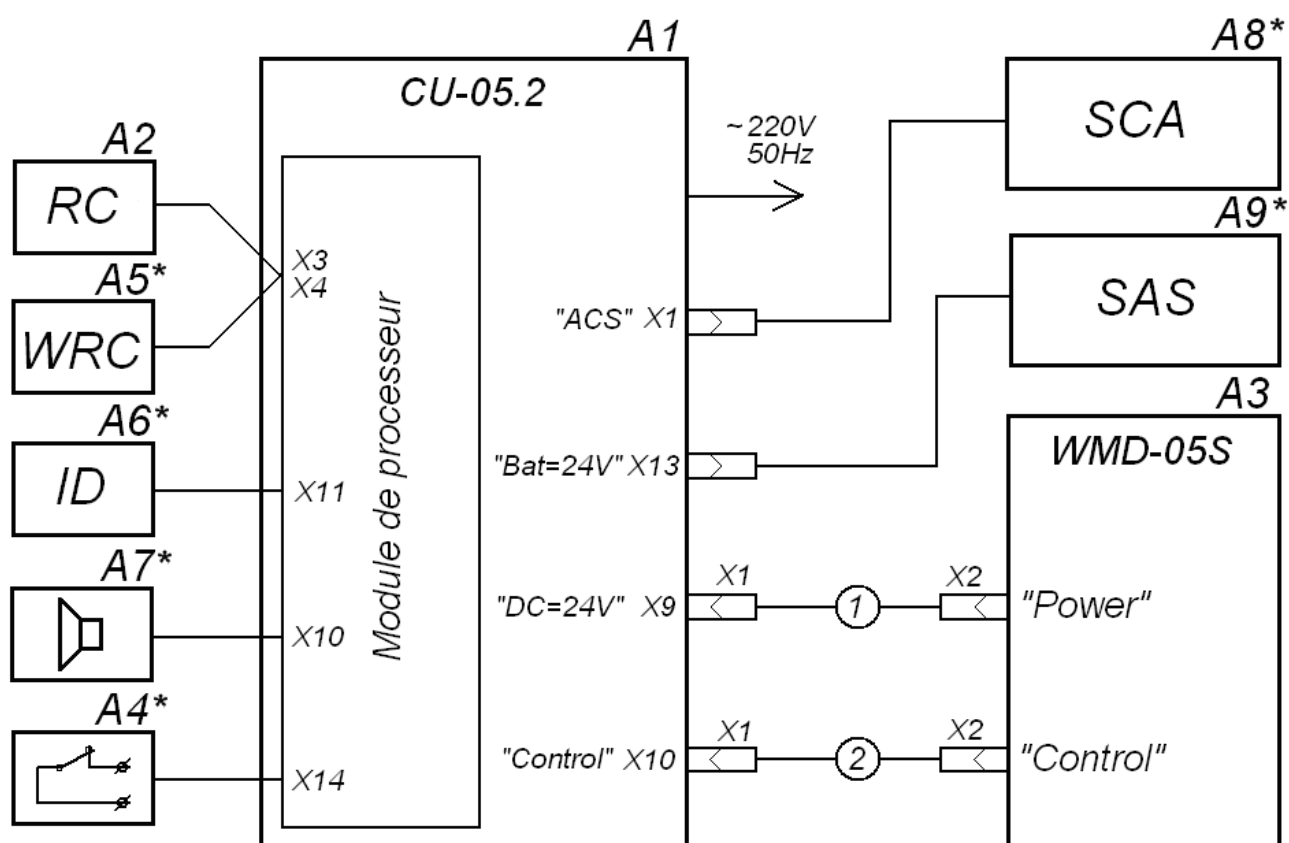 A1
A8*
CU-05.2
SCA
~220V
50Hz
A2
RC
A9*
SAS
X3
X4
A5*
WRC
"ACS" X1
A3
WMD-05S
A6*
ID
X11
"Bat=24V" X13
Module de processeur
A7*
X10
"DC=24V" X9
X1
1
X2
"Power"
A4*
X14
"Control" X10
X1
2
X2
"Control"